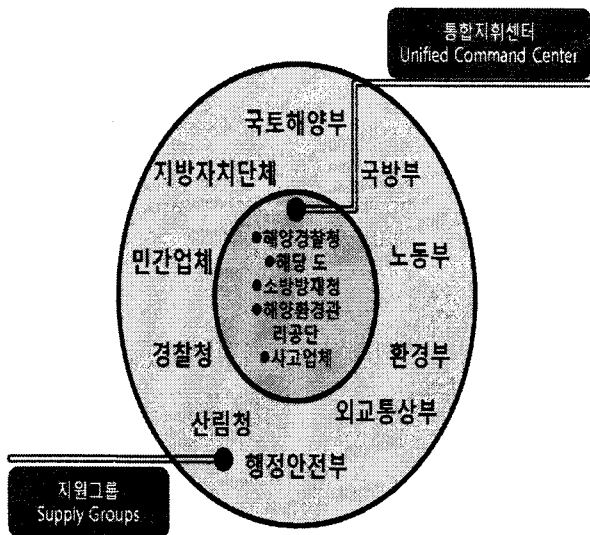 통합지휘센터
Unified Command Center
국토해양부
지방자치단체
국방부
●해양경찰청
●해당 도
●소방방재청
●해양환경관
리공단
●사고업체
민간업체
노동부
경찰청
환경부
외교통상부
산림청
행정안전부
지원그룹
Supply Groups